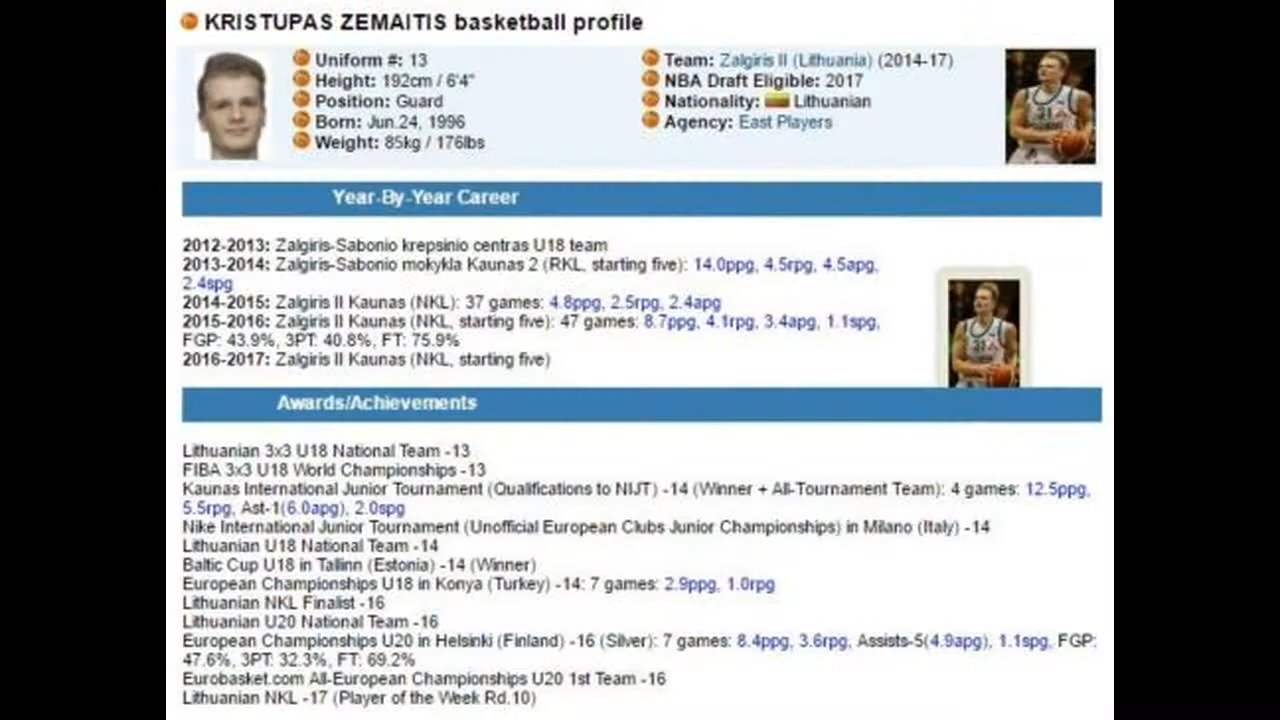 KRISTUPAS ZEMAITIS basketball profile
Uniform #: 13
Height: 192cm / 6'4"
Position: Guard
Born: Jun.24, 1996
Weight: 85kg / 176lbs
Team: Zalgiris II (Lithuania) (2014-17)
NBA Draft Eligible: 2017
Nationality: Lithuanian
Agency: East Players
Year-By-Year Career
2012-2013: Zalgiris-Sabonio krepsinio centras U18 team
2013-2014: Zalgiris-Sabonio mokykla Kaunas 2 (RKL, starting five): 14.0ppg, 4.5rpg, 4.5apg,
2.4spg
2014-2015: Zalgiris II Kaunas (NKL): 37 games: 4.8ppg, 2.5rpg, 2.4apg
2015-2016: Zalgiris II Kaunas (NKL, starting five): 47 games: 8.7ppg, 4.1rpg, 3.4apg, 1.1spg,
FGP: 43.9%, 3PT: 40.8%, FT: 75.9%
2016-2017: Zalgiris II Kaunas (NKL, starting five)
Awards/Achievements
Lithuanian 3x3 U18 National Team -13
FIBA 3x3 U18 World Championships -13
Kaunas International Junior Tournament (Qualifications to NIJT) -14 (Winner + All-Tournament Team): 4 games: 12.5ppg,
5.5rpg, Ast-1(6.0apg), 2.0spg
Nike International Junior Tournament (Unofficial European Clubs Junior Championships) in Milano (Italy) -14
Lithuanian U18 National Team -14
Baltic Cup U18 in Tallinn (Estonia) -14 (Winner)
European Championships U18 in Konya (Turkey) -14: 7 games: 2.9ppg, 1.0rpg
Lithuanian NKL Finalist -16
Lithuanian U20 National Team -16
European Championships U20 in Helsinki (Finland) -16 (Silver): 7 games: 8.4ppg, 3.6rpg, Assists-5(4.9apg), 1.1spg, FGP:
47.6%, 3PT: 32.3%, FT: 69.2%
Eurobasket.com All-European Championships U20 1st Team -16
Lithuanian NKL -17 (Player of the Week Rd.10)